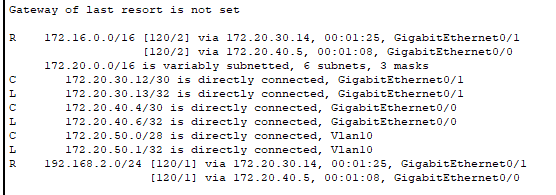 Gateway of last resort is not set
R 172.16.0.0/16 [120/2] via 172.20.30.14, 00:01:25, GigabitEthernet0/1
[120/2] via 172.20.40.5, 00:01:08, GigabitEthernet0/0
172.20.0.0/16 is variably subnetted, 6 subnets, 3 masks
C 172.20.30.12/30 is directly connected, GigabitEthernet0/1
L 172.20.30.13/32 is directly connected, GigabitEthernet0/1
C 172.20.40.4/30 is directly connected, GigabitEthernet0/0
L 172.20.40.6/32 is directly connected, GigabitEthernet0/0
C 172.20.50.0/28 is directly connected, Vlan10
L 172.20.50.1/32 is directly connected, Vlan10
R 192.168.2.0/24 [120/1] via 172.20.30.14, 00:01:25, GigabitEthernet0/1
[120/1] via 172.20.40.5, 00:01:08, GigabitEthernet0/0